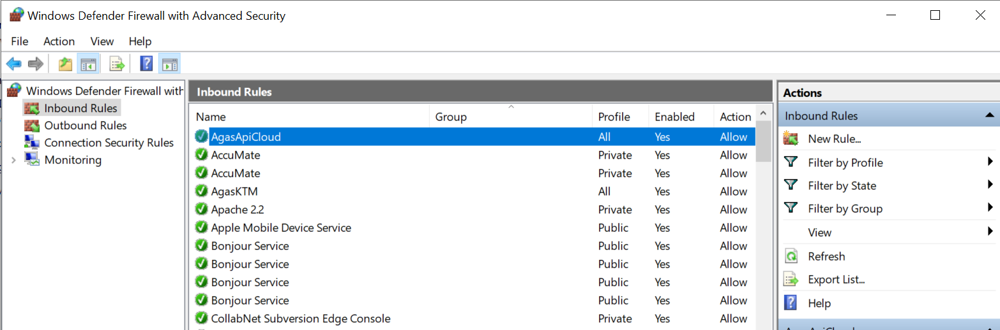 Windows Defender Firewall with Advanced Security
File Action View Help
Windows Defender Firewall with
Inbound Rules
Outbound Rules
Connection Security Rules
Monitoring
Inbound Rules
Name Group Profile Enabled Action
AgasApiCloud All Yes Allow
AccuMate Private Yes Allow
AccuMate Private Yes Allow
AgasKTM All Yes Allow
Apache 2.2 Private Yes Allow
Apple Mobile Device Service Public Yes Allow
Bonjour Service Public Yes Allow
Bonjour Service Public Yes Allow
Bonjour Service Public Yes Allow
Bonjour Service Public Yes Allow
CollabNet Subversion Edge Console Private Yes Allow
Actions
Inbound Rules
New Rule...
Filter by Profile
Filter by State
Filter by Group
View
Refresh
Export List...
Help